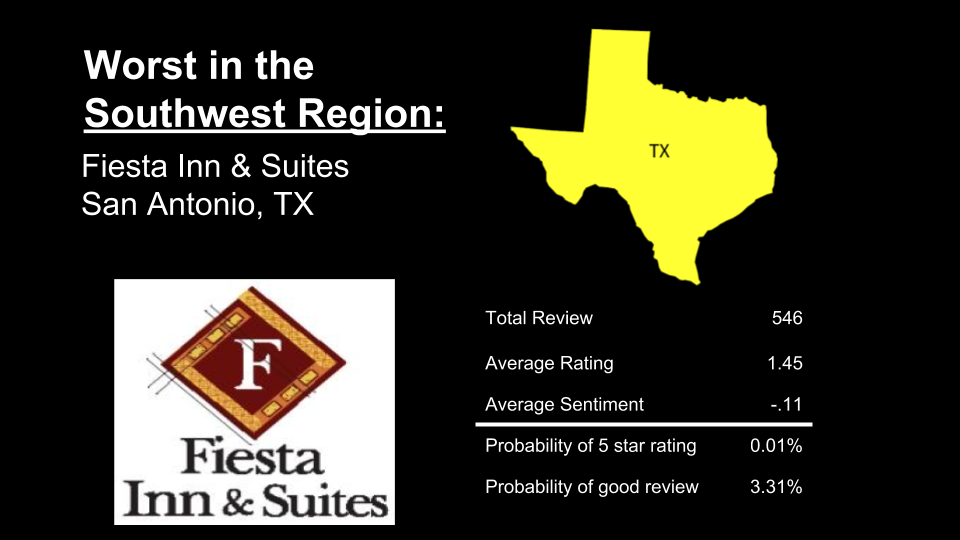 Worst in the
Southwest Region:
Fiesta Inn & Suites
San Antonio, TX
TX
F
Fiesta
Inn & Suites
Total Review 546
Average Rating 1.45
Average Sentiment -.11
Probability of 5 star rating 0.01%
Probability of good review 3.31%